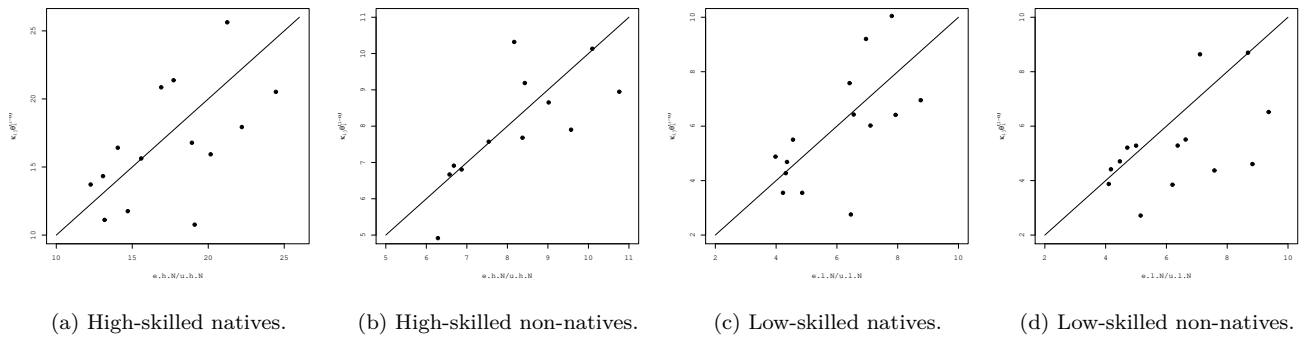 25
20
15
10
10 15 20 25
e.h.N/u.h.N
11
10
9
8
7
6
5
5 6 7 8 9 10 11
e.h.N/u.h.N
10
8
6
4
2
2 4 6 8 10
e.l.N/u.l.N
10
8
6
4
2
2 4 6 8 10
e.l.N/u.l.N
(a) High-skilled natives.
(b) High-skilled non-natives.
(c) Low-skilled natives.
(d) Low-skilled non-natives.